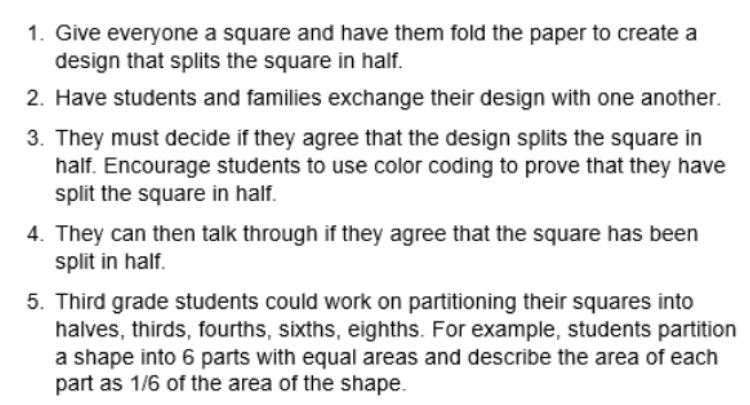 1. Give everyone a square and have them fold the paper to create a
design that splits the square in half.
2. Have students and families exchange their design with one another.
3. They must decide if they agree that the design splits the square in
half. Encourage students to use color coding to prove that they have
split the square in half.
4. They can then talk through if they agree that the square has been
split in half.
5. Third grade students could work on partitioning their squares into
halves, thirds, fourths, sixths, eighths. For example, students partition
a shape into 6 parts with equal areas and describe the area of each
part as 1/6 of the area of the shape.